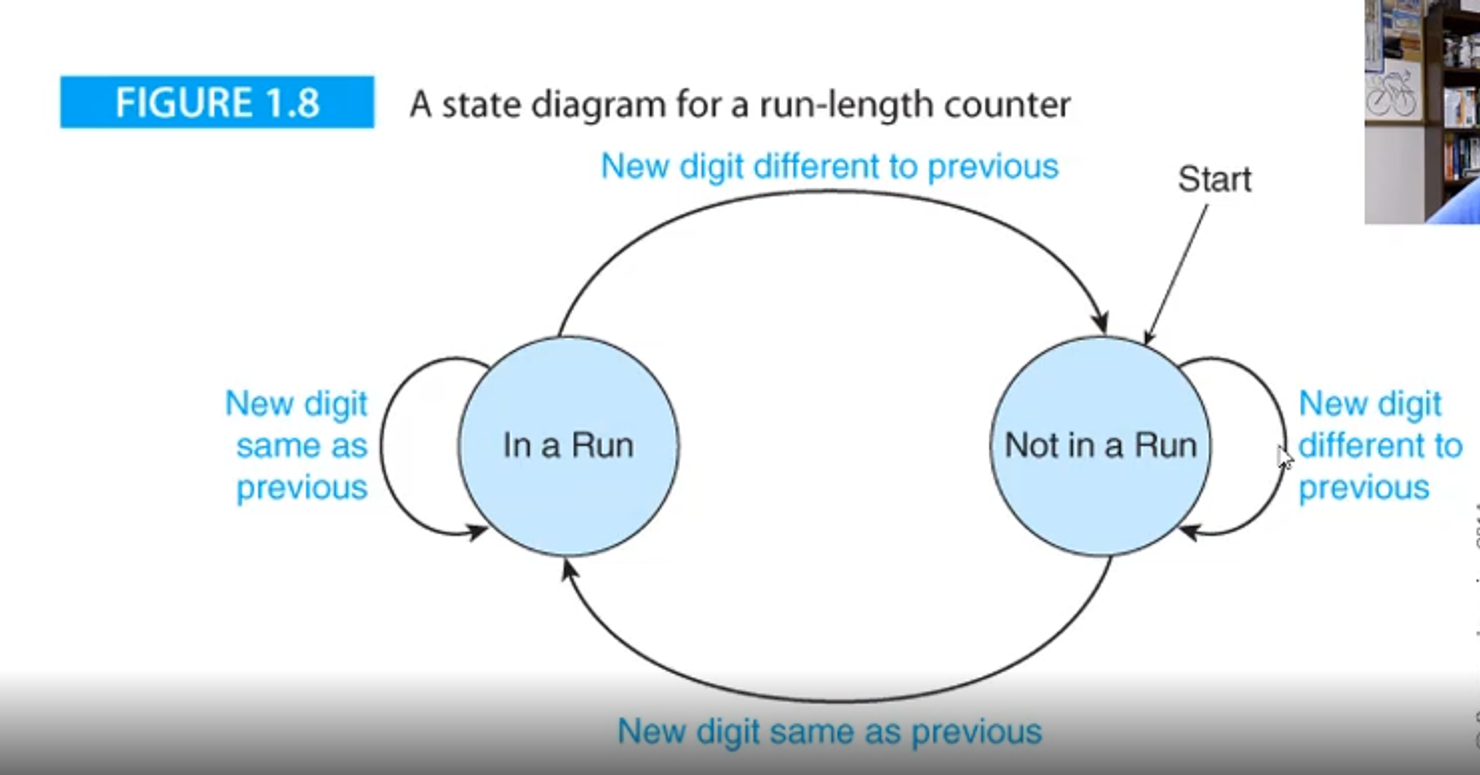 FIGURE 1.8 A state diagram for a run-length counter
New digit different to previous
Start
New digit
same as
previous
In a Run
Not in a Run
New digit
different to
previous
New digit same as previous